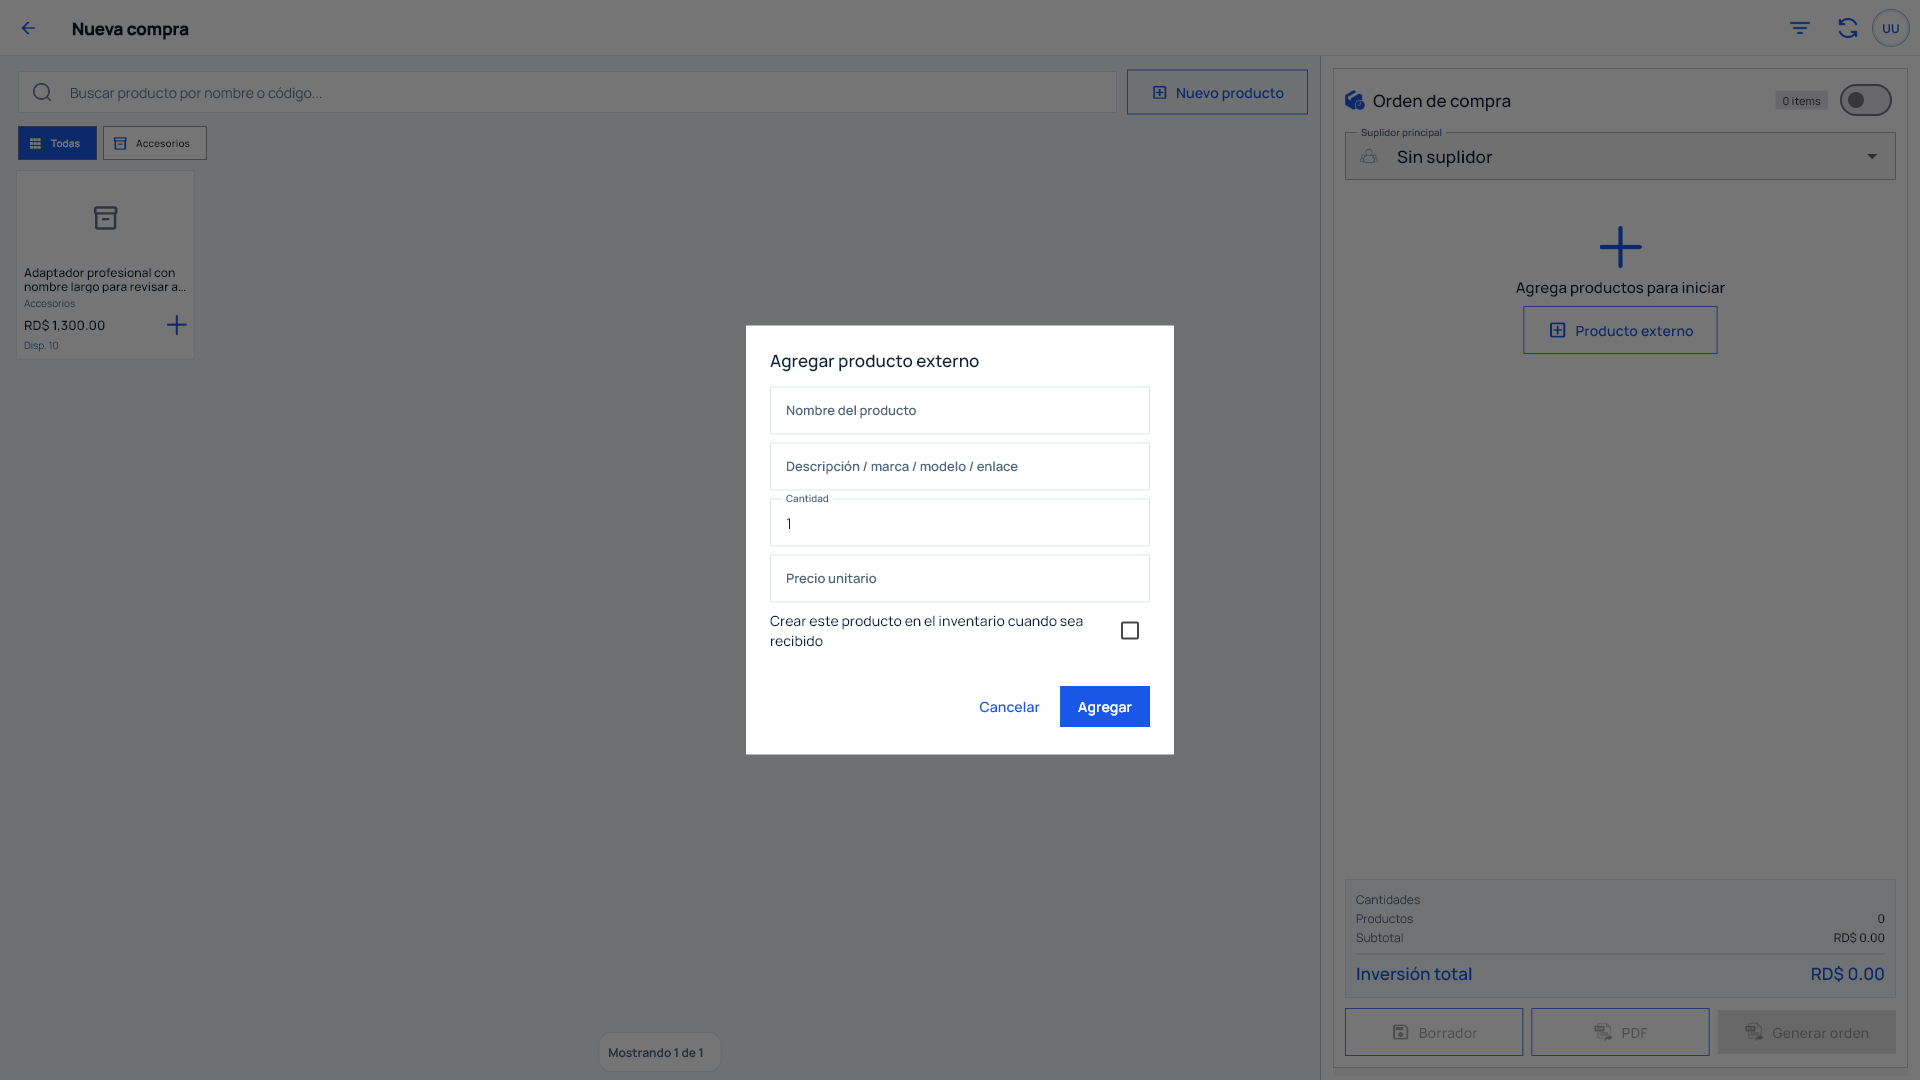 Nueva compra
UU
Buscar producto por nombre o código...
Nuevo producto
Todas
Accesorios
Adaptador profesional con
nombre largo para revisar a...
Accesorios
RD$ 1,300.00
Disp. 10
Mostrando 1 de 1
Orden de compra
0 items
Suplidor principal
Sin suplidor
Agrega productos para iniciar
Producto externo
Cantidades
Productos
0
Subtotal
RD$ 0.00
Inversión total
RD$ 0.00
Borrador
PDF
Generar orden
Agregar producto externo
Nombre del producto
Descripción / marca / modelo / enlace
Cantidad
1
Precio unitario
Crear este producto en el inventario cuando sea
recibido
Cancelar
Agregar